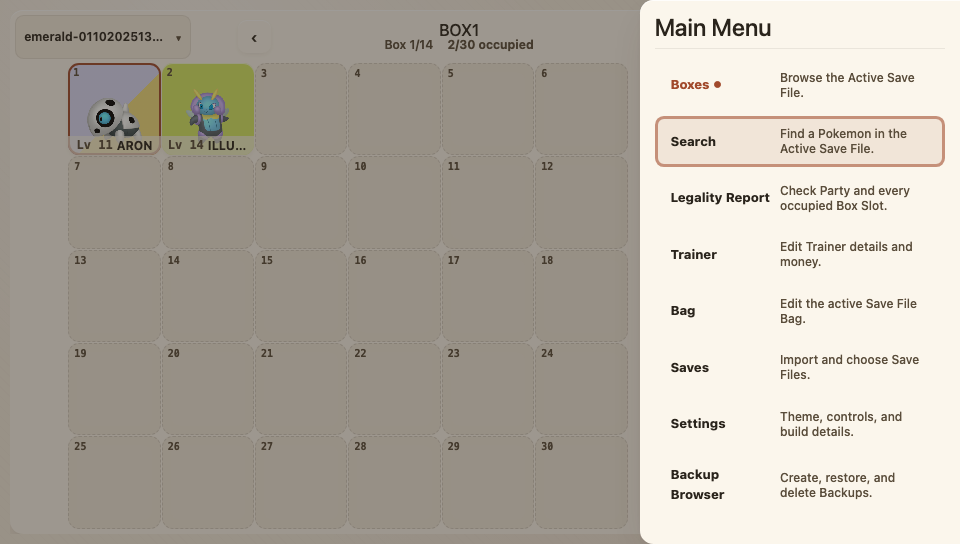 emerald-0110202513... ▾
‹
BOX1
Box 1/14 2/30 occupied
1
Lv 11 ARON
2
Lv 14 ILLU...
3
4
5
6
7
8
9
10
11
12
13
14
15
16
17
18
19
20
21
22
23
24
25
26
27
28
29
30
Main Menu
Boxes
Browse the Active Save
File.
Search
Find a Pokemon in the
Active Save File.
Legality Report
Check Party and every
occupied Box Slot.
Trainer
Edit Trainer details and
money.
Bag
Edit the active Save File
Bag.
Saves
Import and choose Save
Files.
Settings
Theme, controls, and
build details.
Backup
Browser
Create, restore, and
delete Backups.